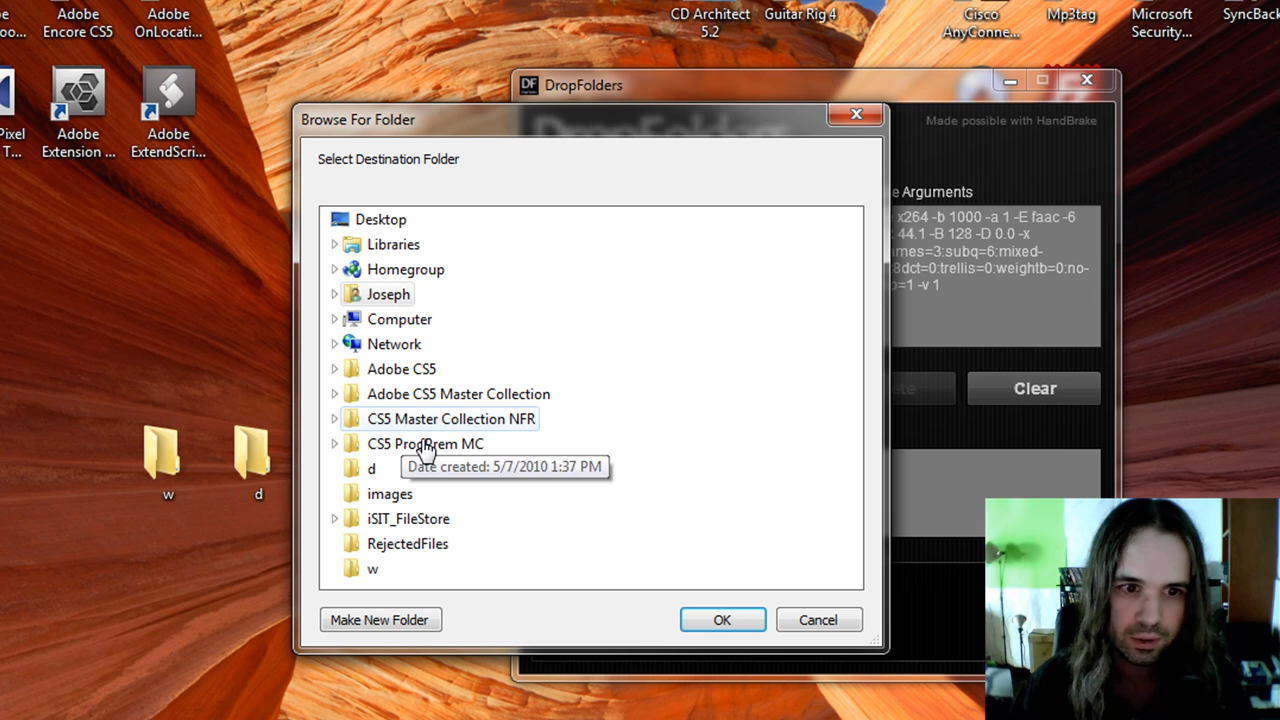 Adobe
Encore CS5
Adobe
OnLocati...
CD Architect
5.2
Guitar Rig 4
Cisco
AnyConne...
Mp3tag
Microsoft
Security...
SyncBack
Pixel
T...
Adobe
Extension ...
Adobe
ExtendScri...
DF
DropFolders
Made possible with HandBrake
Browse For Folder
Select Destination Folder
Desktop
Libraries
Homegroup
Joseph
Computer
Network
Adobe CS5
Adobe CS5 Master Collection
CS5 Master Collection NFR
CS5 ProdPrem MC
d
Date created: 5/7/2010 1:37 PM
images
iSIT_FileStore
RejectedFiles
w
Make New Folder
OK
Cancel
e Arguments
x264 -b 1000 -a 1 -E faac -6
44.1 -B 128 -D 0.0 -x
ames=3:subq=6:mixed-
8dct=0:trellis=0:weightb=0:no-
=1 -v 1
Clear
w
d